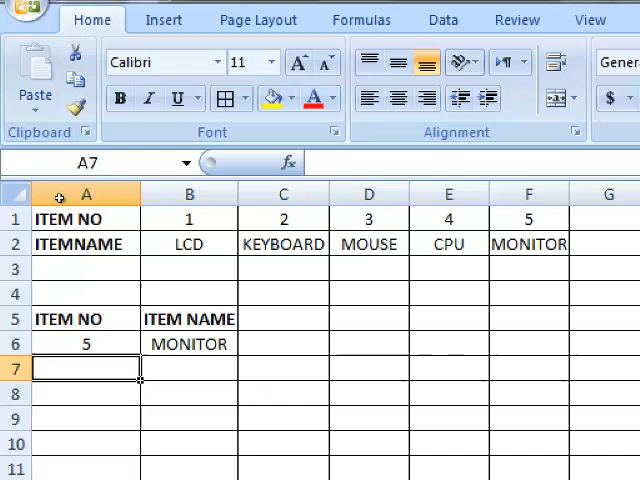 Home Insert Page Layout Formulas Data Review View
Calibri 11 A A Genera
Paste B I U A $
Clipboard Font Alignment
A7 fx
A B C D E F G
1 ITEM NO 1 2 3 4 5
2 ITEMNAME LCD KEYBOARD MOUSE CPU MONITOR
3
4
5 ITEM NO ITEM NAME
6 5 MONITOR
7
8
9
10
11